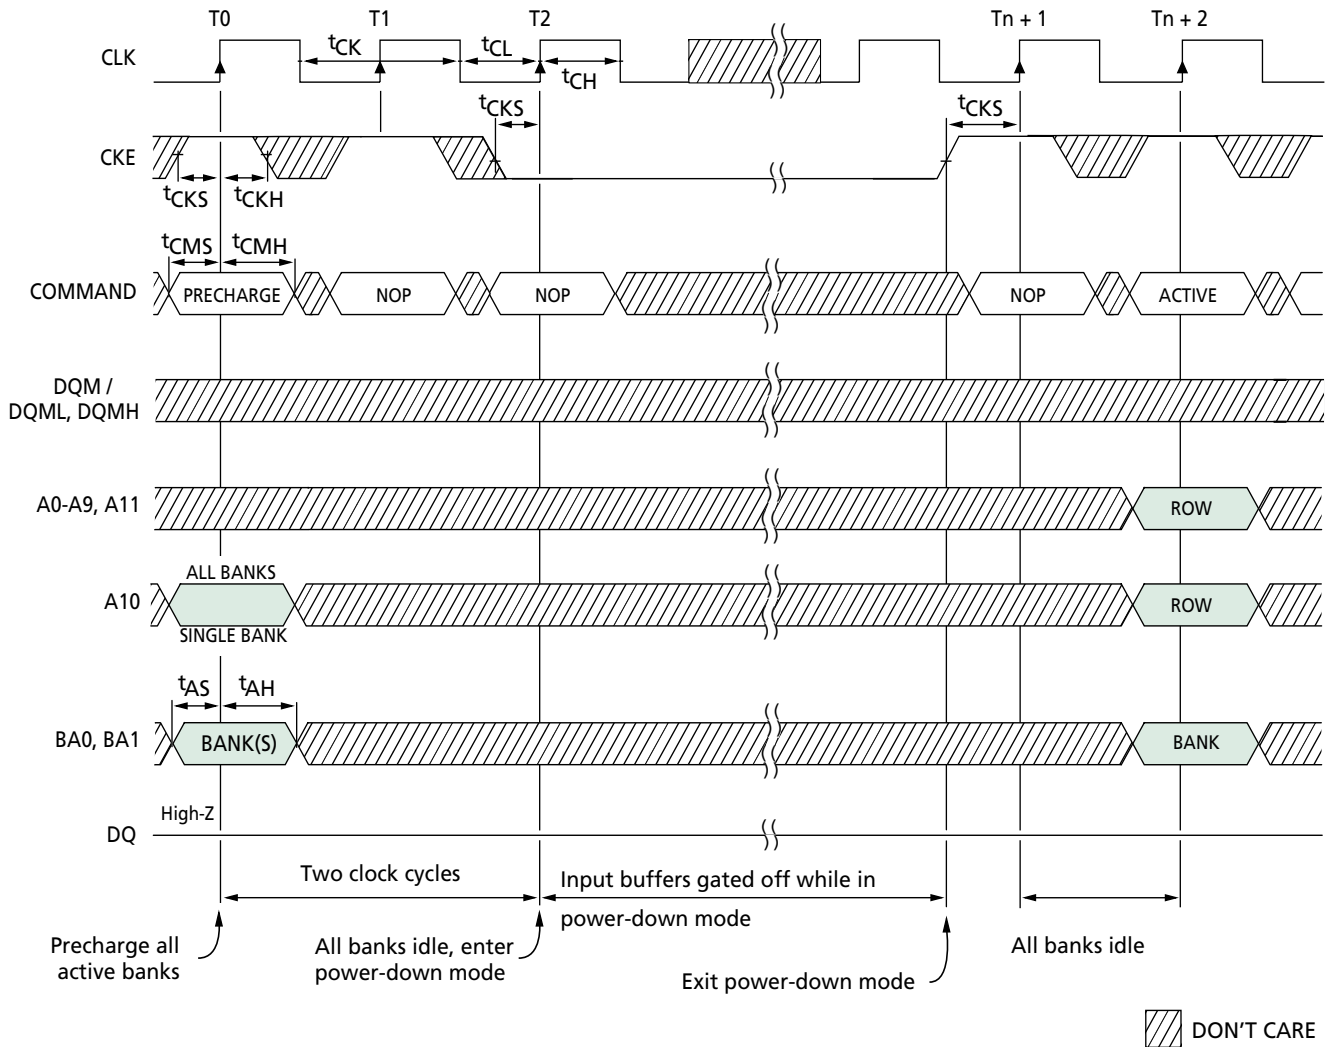 T0 T1 T2 Tn + 1 Tn + 2
CLK
tCK
tCL
tCH
tCKS
tCKS
CKE
tCKS
tCKH
tCMS
tCMH
COMMAND
PRECHARGE
NOP
NOP
NOP
ACTIVE
DQM /
DQML, DQMH
A0-A9, A11
ROW
ALL BANKS
A10
ROW
SINGLE BANK
tAS
tAH
BA0, BA1
BANK(S)
BANK
High-Z
DQ
Two clock cycles
Input buffers gated off while in
power-down mode
Precharge all
active banks
All banks idle, enter
power-down mode
All banks idle
Exit power-down mode
DON'T CARE